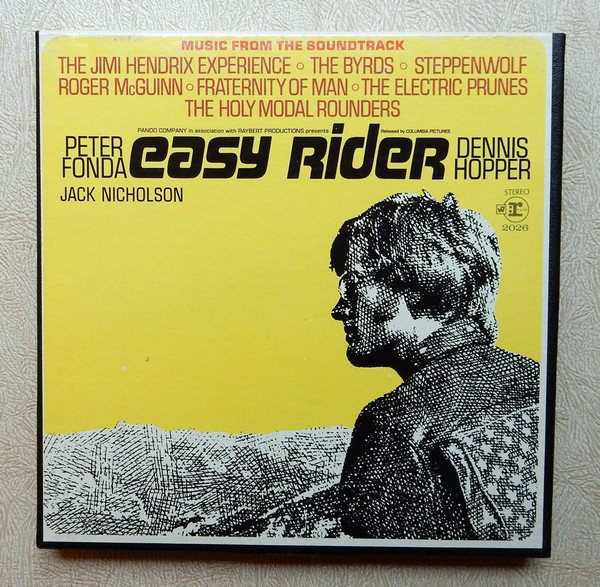 MUSIC FROM THE SOUNDTRACK
THE JIMI HENDRIX EXPERIENCE ○ THE BYRDS ○ STEPPENWOLF
ROGER McGUINN ○ FRATERNITY OF MAN ○ THE ELECTRIC PRUNES
THE HOLY MODAL ROUNDERS
PANDO COMPANY in association with RAYBERT PRODUCTIONS presents
Released by COLUMBIA PICTURES
PETER FONDA
easy rider
DENNIS HOPPER
JACK NICHOLSON
STEREO
r
2026